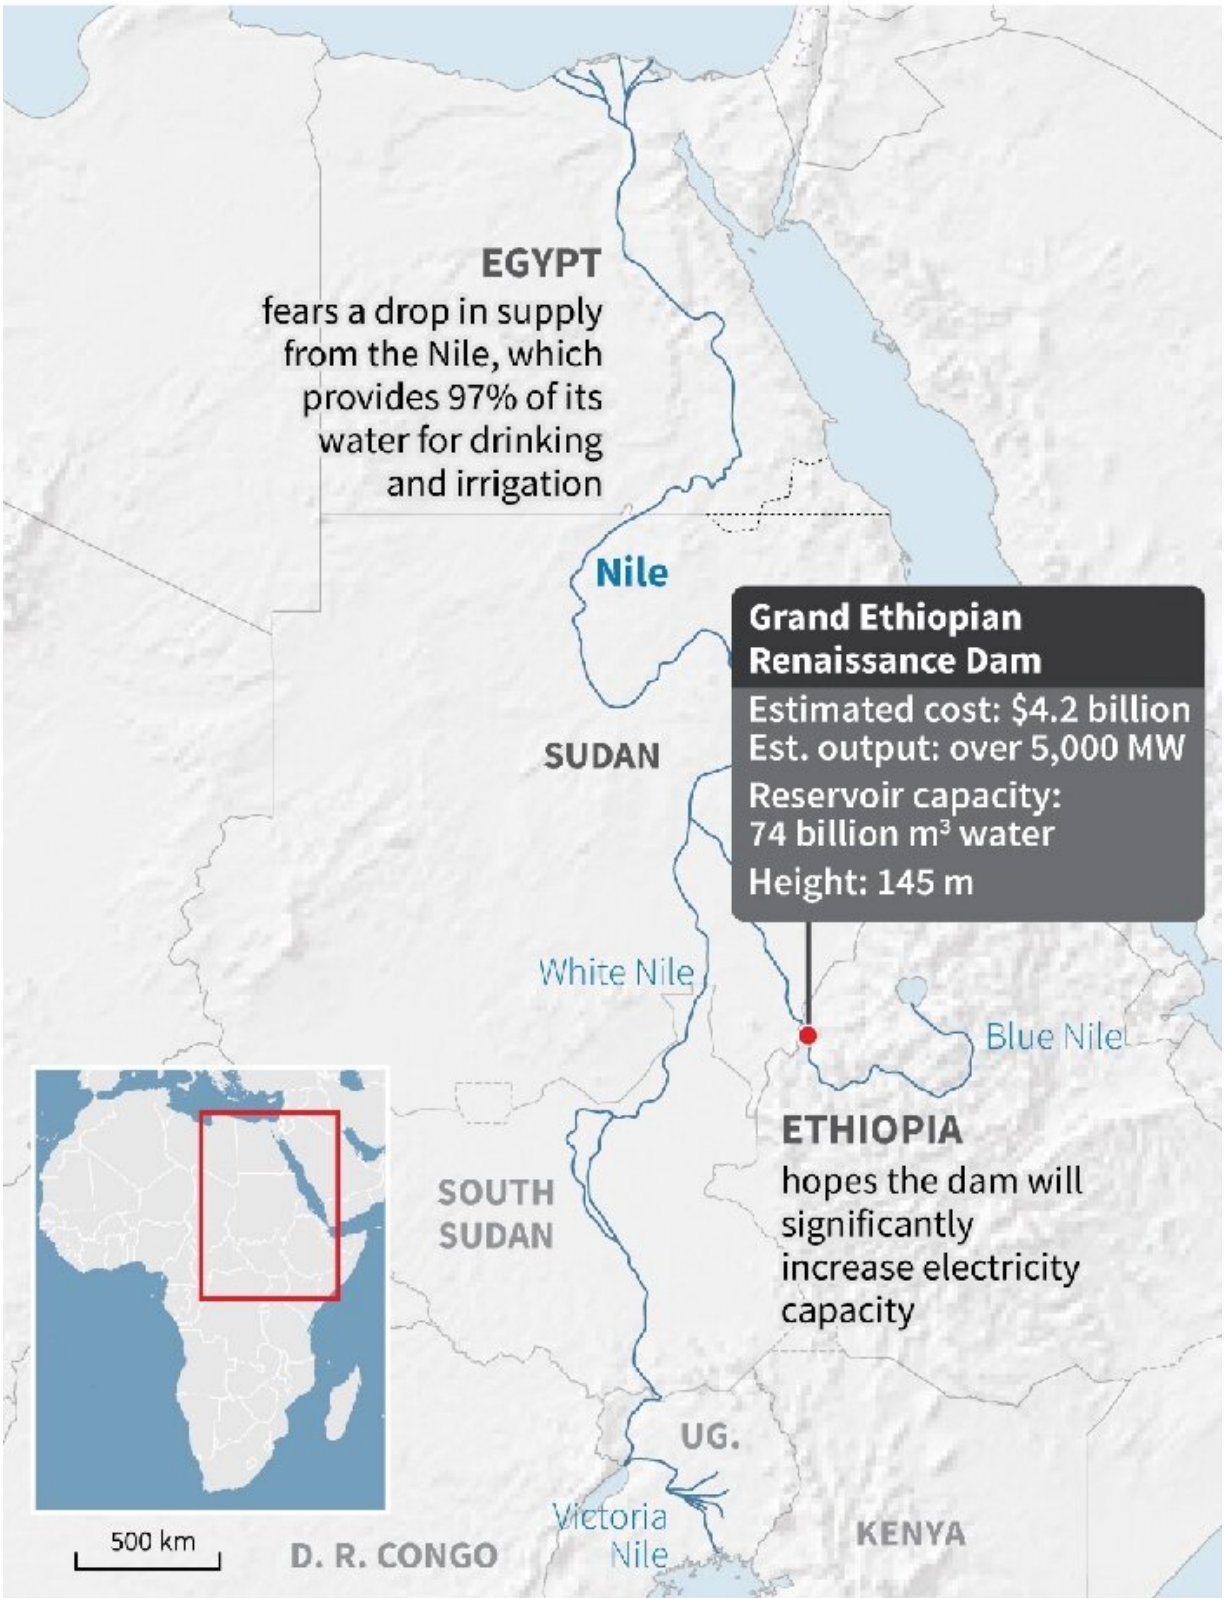 EGYPT
fears a drop in supply
from the Nile, which
provides 97% of its
water for drinking
and irrigation
Nile
Grand Ethiopian
Renaissance Dam
Estimated cost: $4.2 billion
Est. output: over 5,000 MW
Reservoir capacity:
74 billion m³ water
Height: 145 m
SUDAN
White Nile
Blue Nile
ETHIOPIA
hopes the dam will
significantly
increase electricity
capacity
SOUTH
SUDAN
UG.
Victoria
Nile
KENYA
500 km
D. R. CONGO